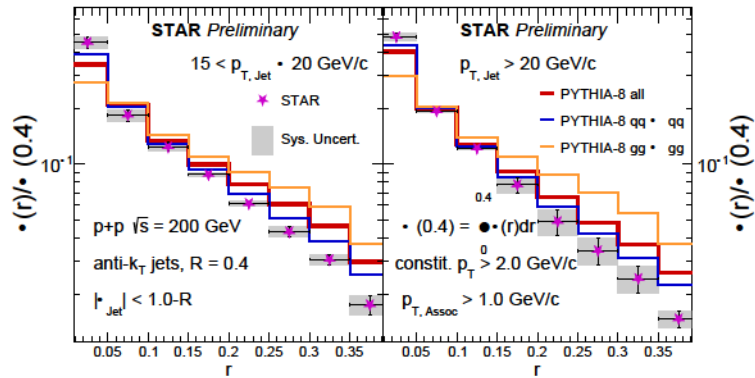 STAR Preliminary
15 < p T, Jet • 20 GeV/c
STAR
Sys. Uncert.
p+p √s = 200 GeV
anti-k T jets, R = 0.4
|• Jet| < 1.0-R
• (r)/• (0.4)
10-1
0.05 0.1 0.15 0.2 0.25 0.3 0.35
r
STAR Preliminary
p T, Jet > 20 GeV/c
PYTHIA-8 all
PYTHIA-8 qq • qq
PYTHIA-8 gg • gg
0.4
• (0.4) = ●• (r)dr
0
constit. p T > 2.0 GeV/c
p T, Assoc > 1.0 GeV/c
10-1
• (r)/• (0.4)
0.05 0.1 0.15 0.2 0.25 0.3 0.35
r